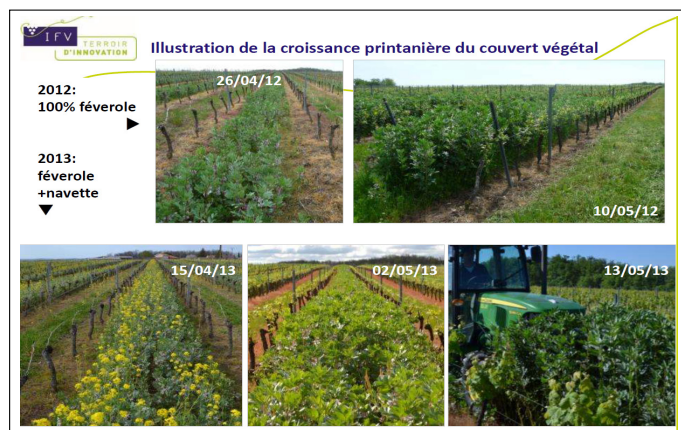 IFV
TERROIR
D'INNOVATION
Illustration de la croissance printanière du couvert végétal
2012:
100% féverole
26/04/12
10/05/12
2013:
féverole
+navette
15/04/13
02/05/13
13/05/13